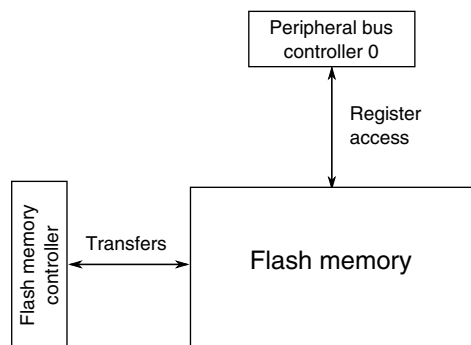 Peripheral bus
controller 0
Register
access
Flash memory
controller
Transfers
Flash memory